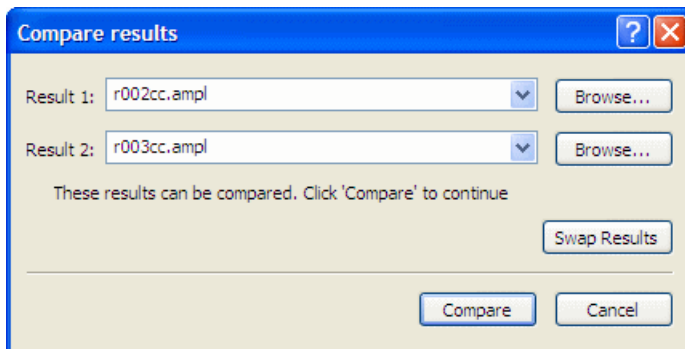 Compare results
Result 1: r002cc.ampl Browse...
Result 2: r003cc.ampl Browse...
These results can be compared. Click 'Compare' to continue
Swap Results
Compare Cancel